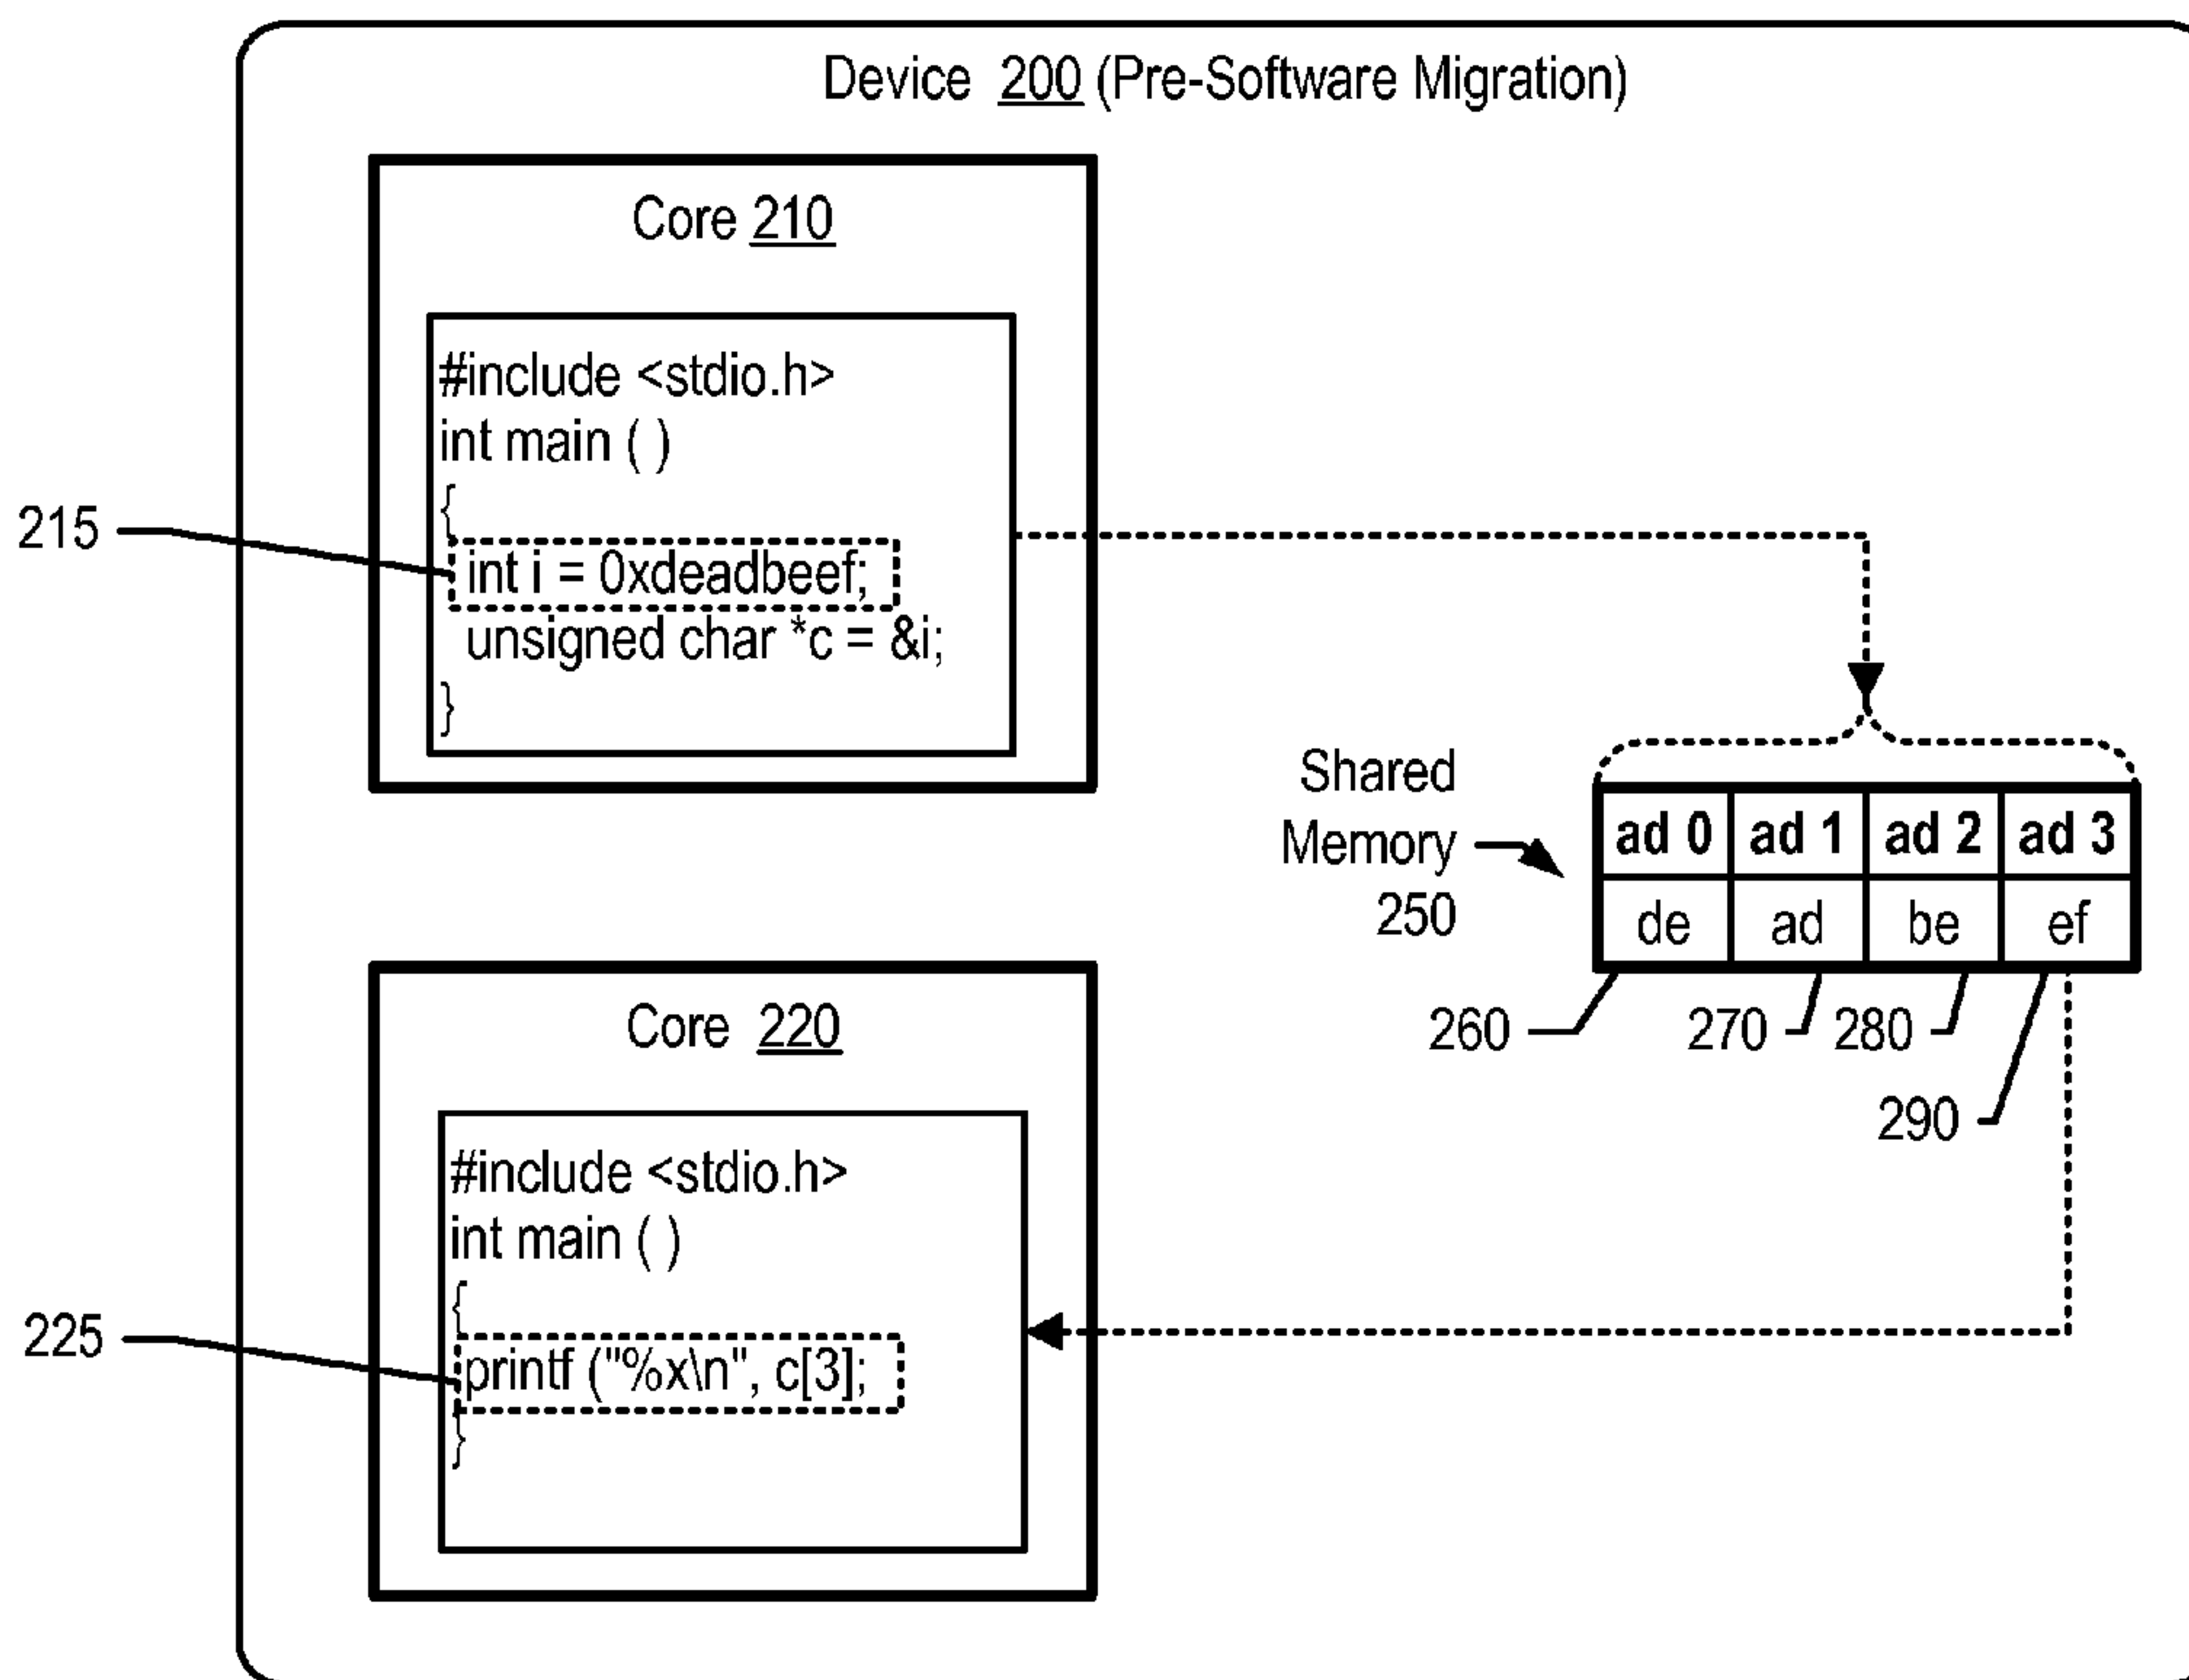 Device 200 (Pre-Software Migration)
Core 210
#include <stdio.h>
int main ( )
{
int i = 0xdeadbeef;
unsigned char *c = &i;
}
215
Shared
Memory
250
ad 0 ad 1 ad 2 ad 3
de ad be ef
260 270 280
290
Core 220
#include <stdio.h>
int main ( )
{
printf ("%x\n", c[3];
}
225